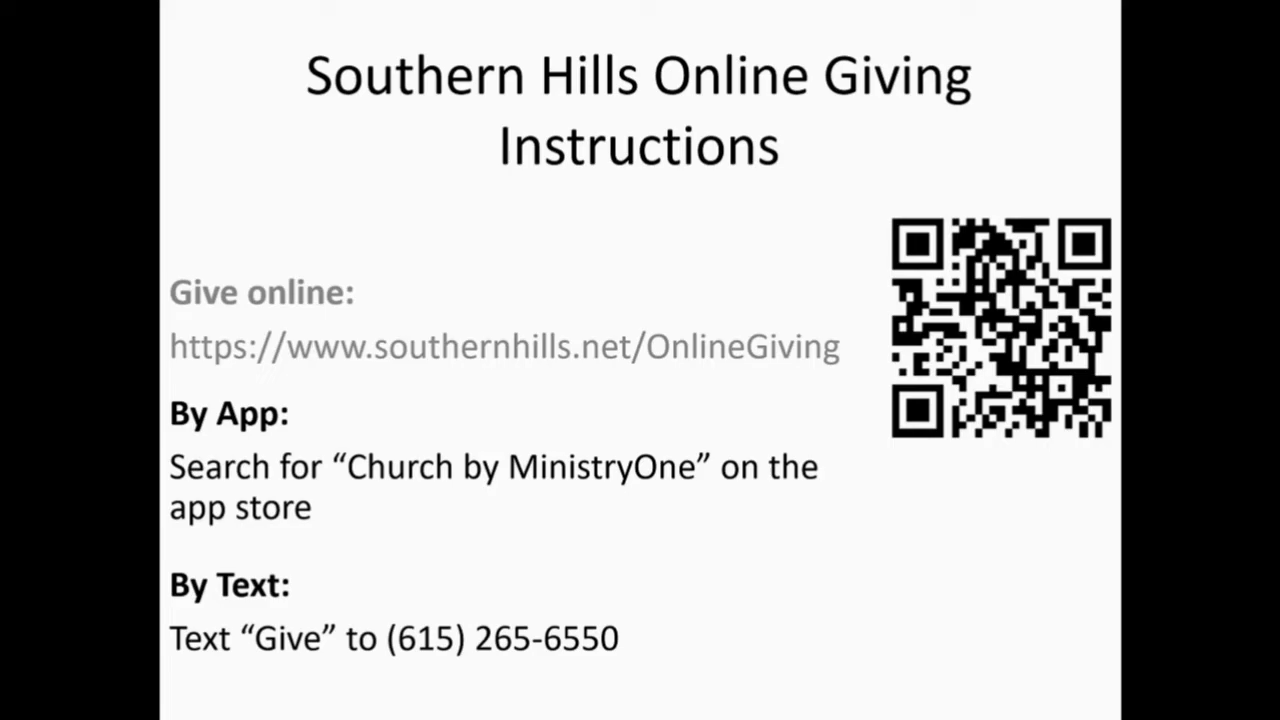 Southern Hills Online Giving
Instructions
Give online:
https://www.southernhills.net/OnlineGiving
By App:
Search for “Church by MinistryOne” on the
app store
By Text:
Text “Give” to (615) 265-6550